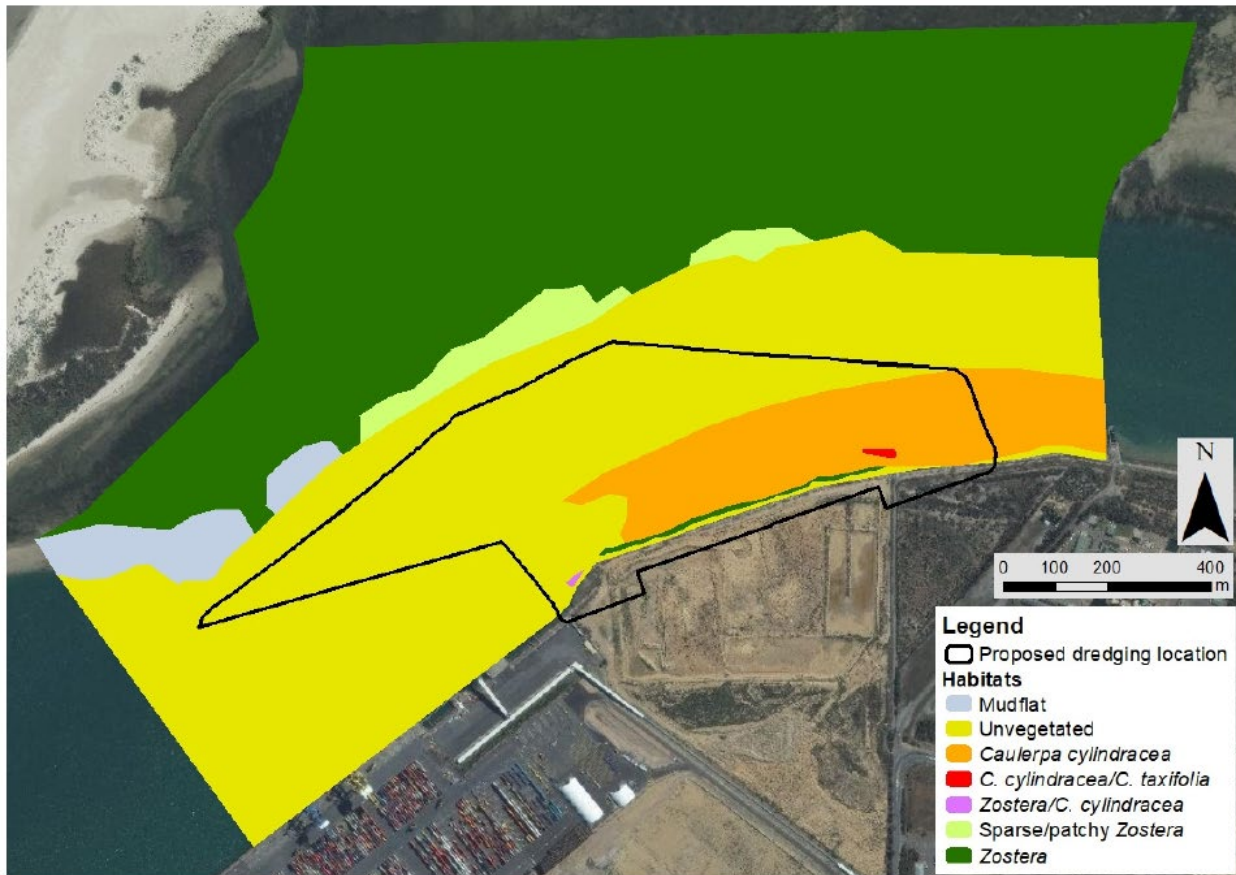 N
0 100 200 400
m
Legend
Proposed dredging location
Habitats
Mudflat
Unvegetated
Caulerpa cylindracea
C. cylindracea/C. taxifolia
Zostera/C. cylindracea
Sparse/patchy Zostera
Zostera